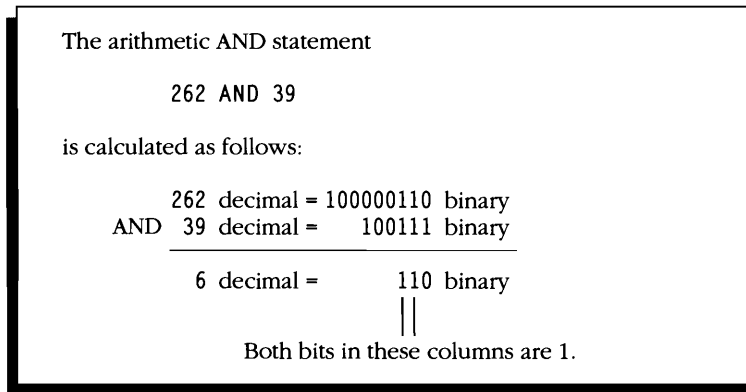 The arithmetic AND statement
262 AND 39
is calculated as follows:
262 decimal = 100000110 binary
AND 39 decimal = 100111 binary
6 decimal = 110 binary
Both bits in these columns are 1.